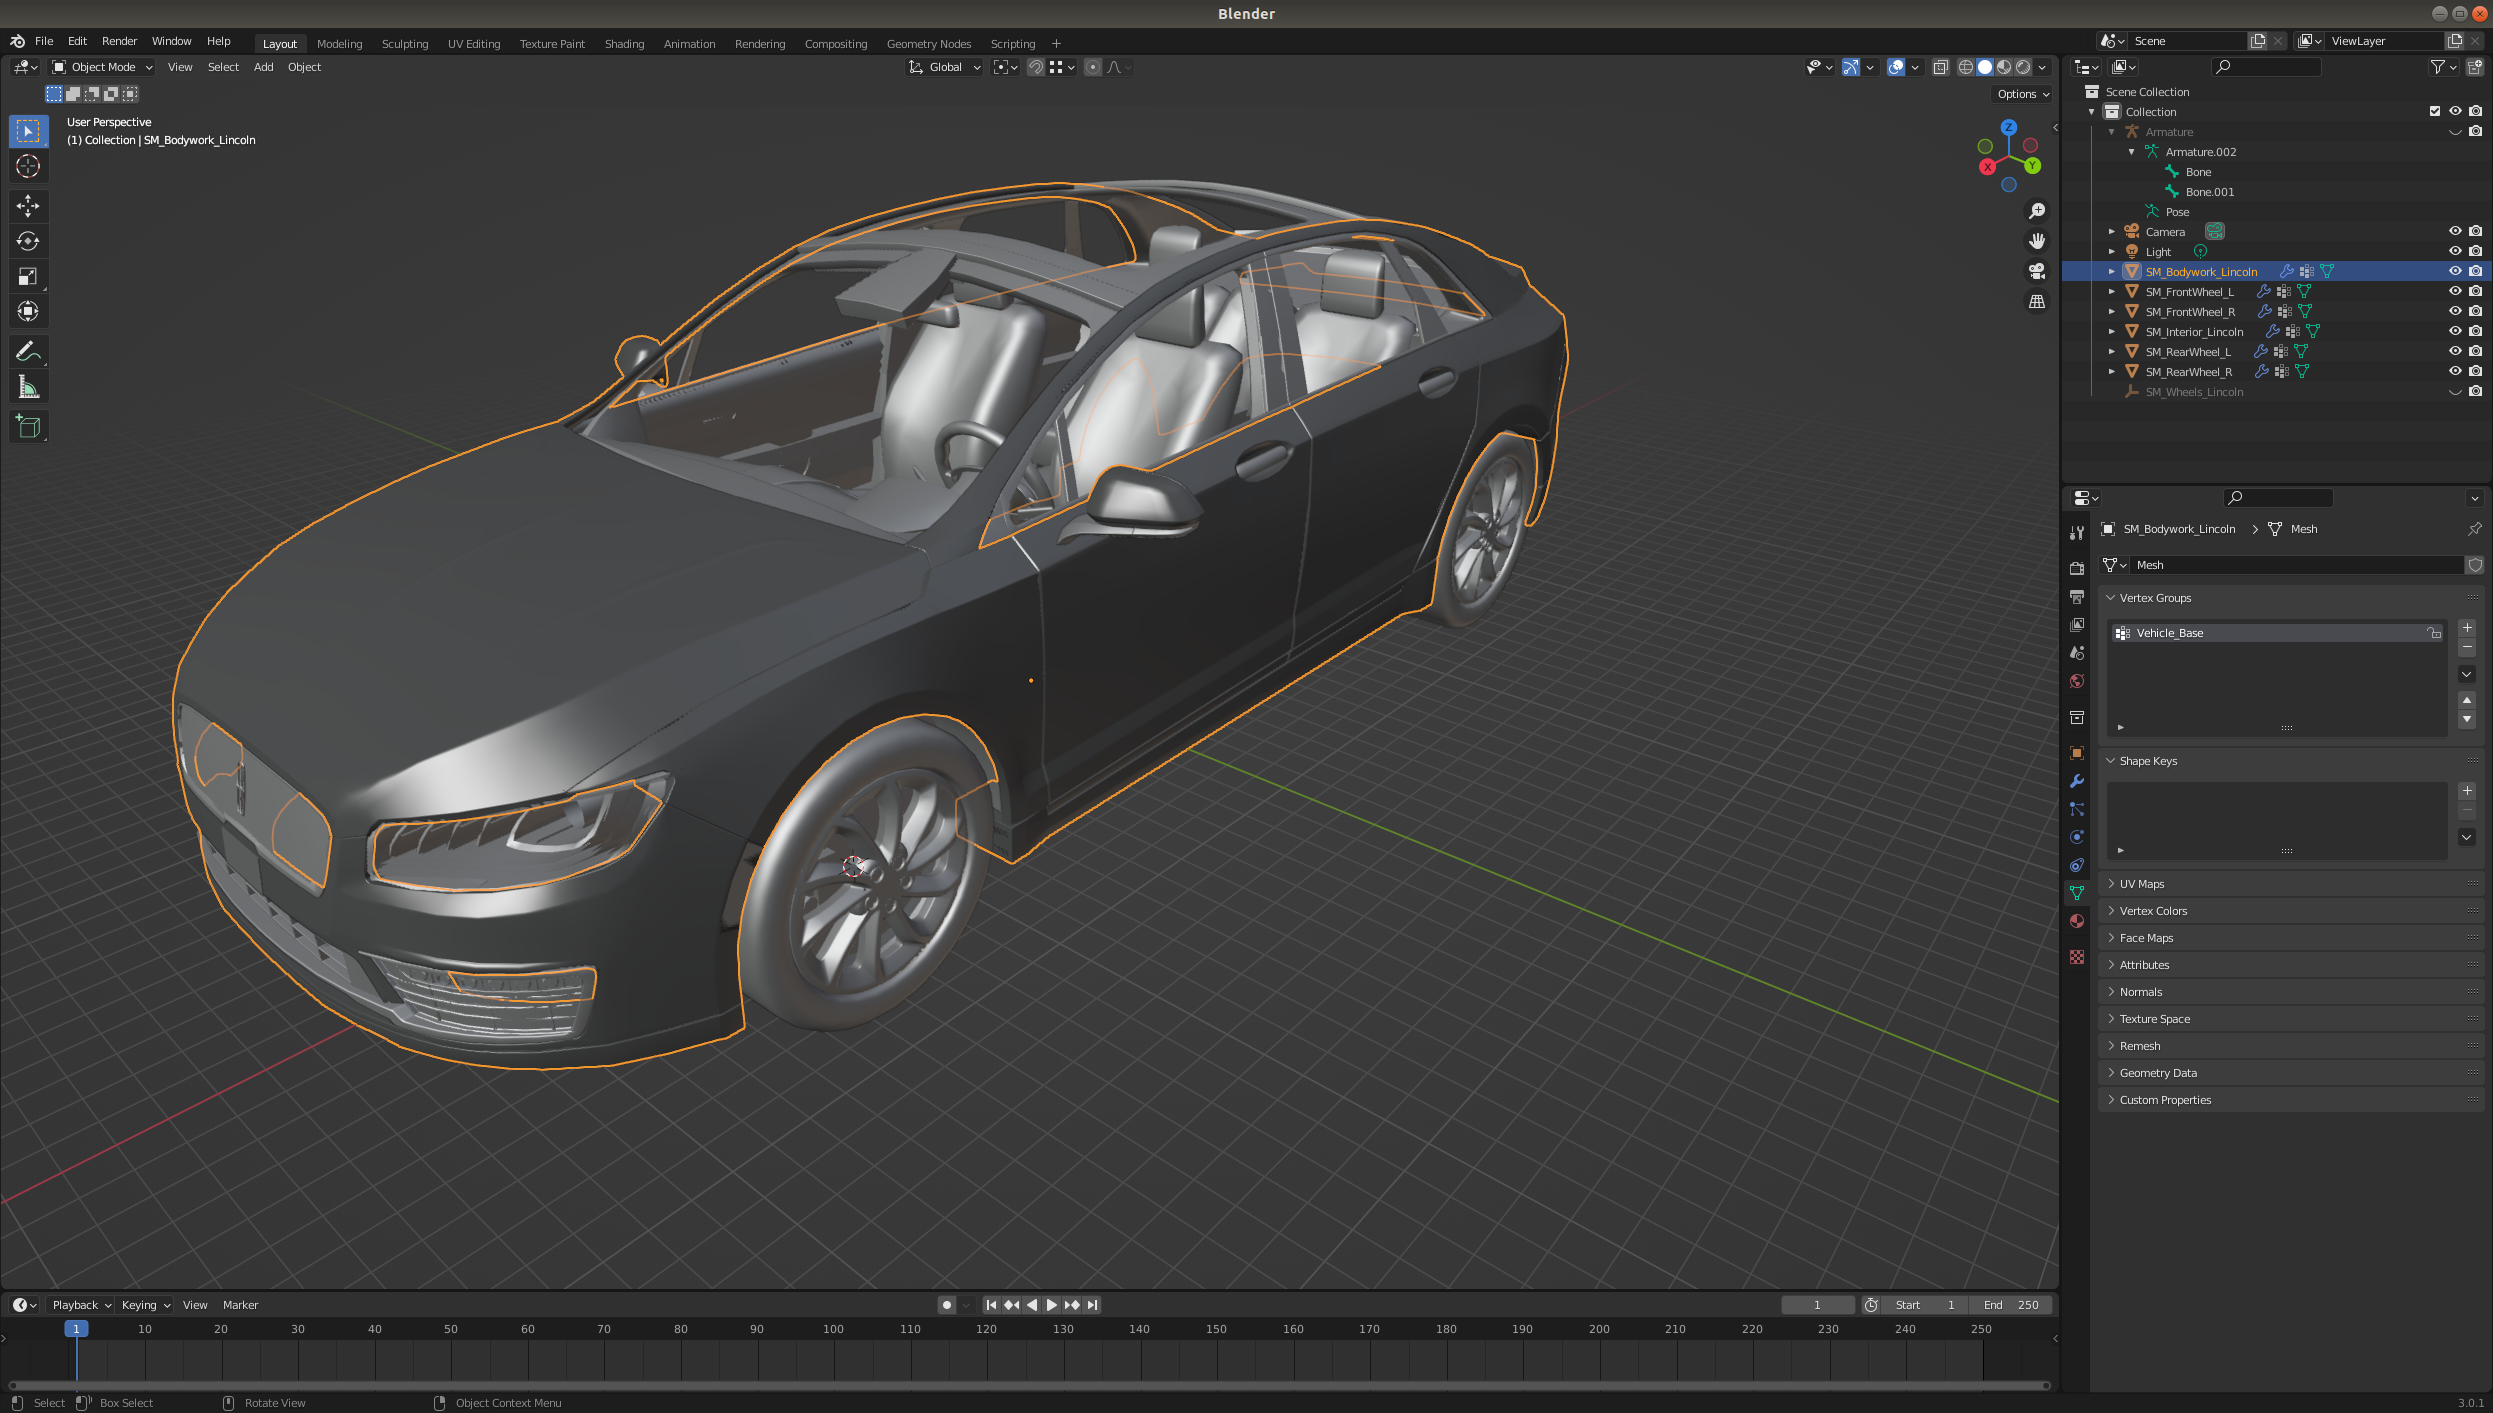 Blender
File Edit Render Window Help Layout Modeling Sculpting UV Editing Texture Paint Shading Animation Rendering Compositing Geometry Nodes Scripting + Scene ViewLayer
Object Mode View Select Add Object Global
Options
User Perspective
(1) Collection | SM_Bodywork_Lincoln
Z
X Y
Scene Collection
Collection
Armature
Armature.002
Bone
Bone.001
Pose
Camera
Light
SM_Bodywork_Lincoln
SM_FrontWheel_L
SM_FrontWheel_R
SM_Interior_Lincoln
SM_RearWheel_L
SM_RearWheel_R
SM_Wheels_Lincoln
SM_Bodywork_Lincoln > Mesh
Mesh
Vertex Groups
Vehicle_Base
Shape Keys
UV Maps
Vertex Colors
Face Maps
Attributes
Normals
Texture Space
Remesh
Geometry Data
Custom Properties
Playback Keying View Marker 1 Start 1 End 250
1 10 20 30 40 50 60 70 80 90 100 110 120 130 140 150 160 170 180 190 200 210 220 230 240 250
Select Box Select Rotate View Object Context Menu 3.0.1